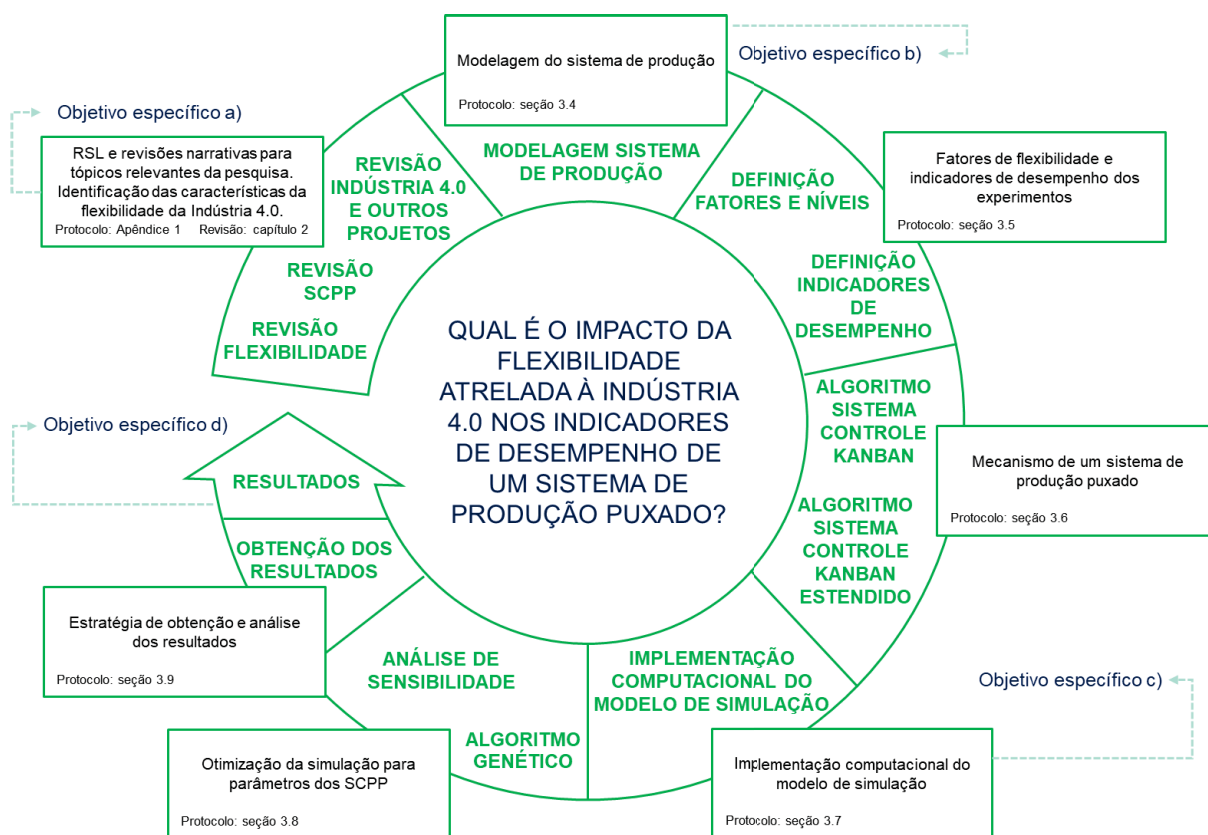 Objetivo específico a)
RSL e revisões narrativas para
tópicos relevantes da pesquisa.
Identificação das características da
flexibilidade da Indústria 4.0.
Protocolo: Apêndice 1 Revisão: capítulo 2
Modelagem do sistema de produção
Protocolo: seção 3.4
Objetivo específico b)
Fatores de flexibilidade e
indicadores de desempenho dos
experimentos
Protocolo: seção 3.5
Mecanismo de um sistema de
produção puxado
Protocolo: seção 3.6
Objetivo específico c)
Implementação computacional do
modelo de simulação
Protocolo: seção 3.7
Otimização da simulação para
parâmetros dos SCPP
Protocolo: seção 3.8
Estratégia de obtenção e análise
dos resultados
Protocolo: seção 3.9
Objetivo específico d)
REVISÃO
FLEXIBILIDADE
REVISÃO
SCPP
REVISÃO
INDÚSTRIA 4.0
E OUTROS
PROJETOS
MODELAGEM SISTEMA
DE PRODUÇÃO
DEFINIÇÃO
FATORES E NÍVEIS
DEFINIÇÃO
INDICADORES
DE
DESEMPENHO
ALGORITMO
SISTEMA
CONTROLE
KANBAN
ALGORITMO
SISTEMA
CONTROLE
KANBAN
ESTENDIDO
IMPLEMENTAÇÃO
COMPUTACIONAL DO
MODELO DE SIMULAÇÃO
ALGORITMO
GENÉTICO
ANÁLISE DE
SENSIBILIDADE
OBTENÇÃO DOS
RESULTADOS
RESULTADOS
QUAL É O IMPACTO DA
FLEXIBILIDADE
ATRELADA À INDÚSTRIA
4.0 NOS INDICADORES
DE DESEMPENHO DE
UM SISTEMA DE
PRODUÇÃO PUXADO?